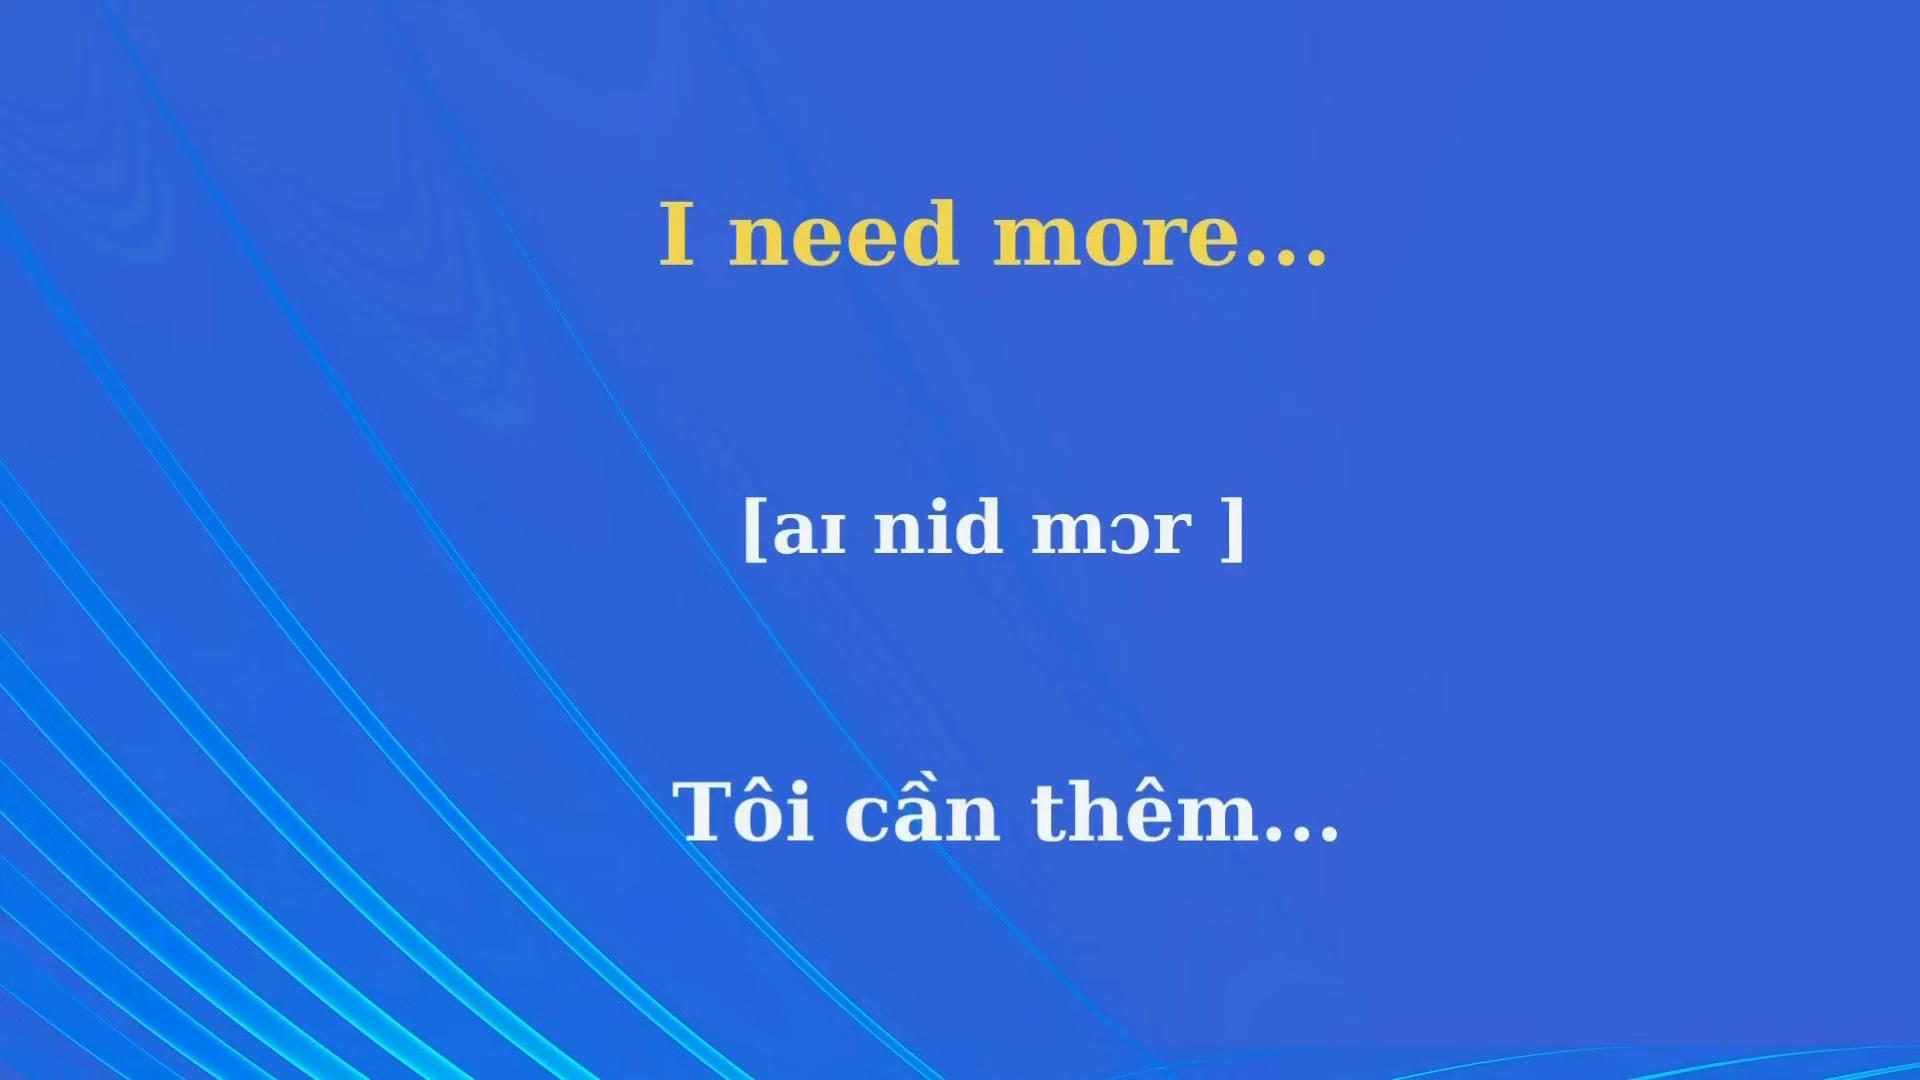 I need more...
[aɪ nid mɔr ]
Tôi cần thêm...